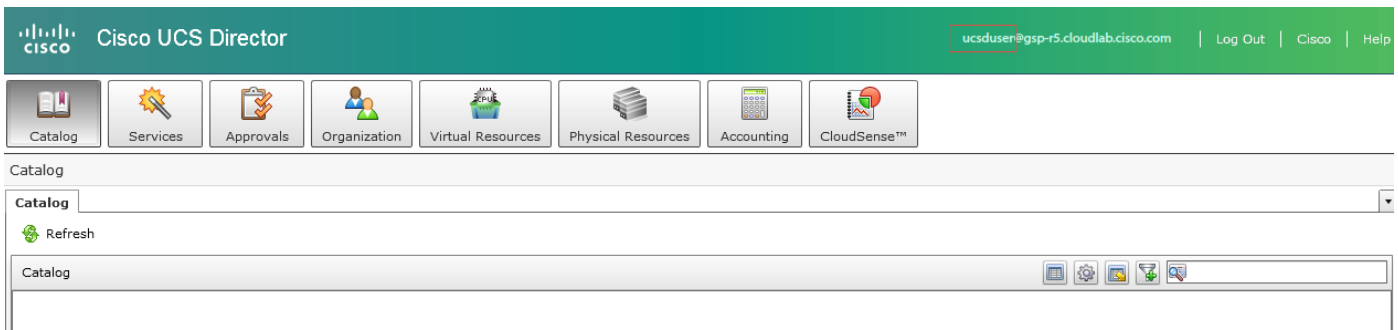 CISCO Cisco UCS Director ucsduser@gsp-r5.cloudlab.cisco.com | Log Out | Cisco | Help
CPU
Catalog Services Approvals Organization Virtual Resources Physical Resources Accounting CloudSense™
Catalog
Catalog
Refresh
Catalog